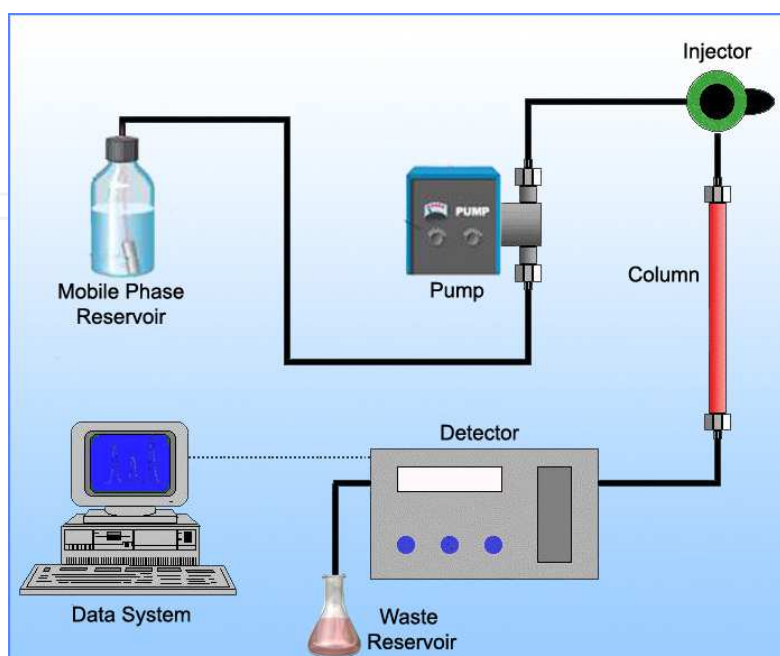 Injector
PUMP
Mobile Phase
Reservoir
Pump
Column
Detector
Data System
Waste
Reservoir